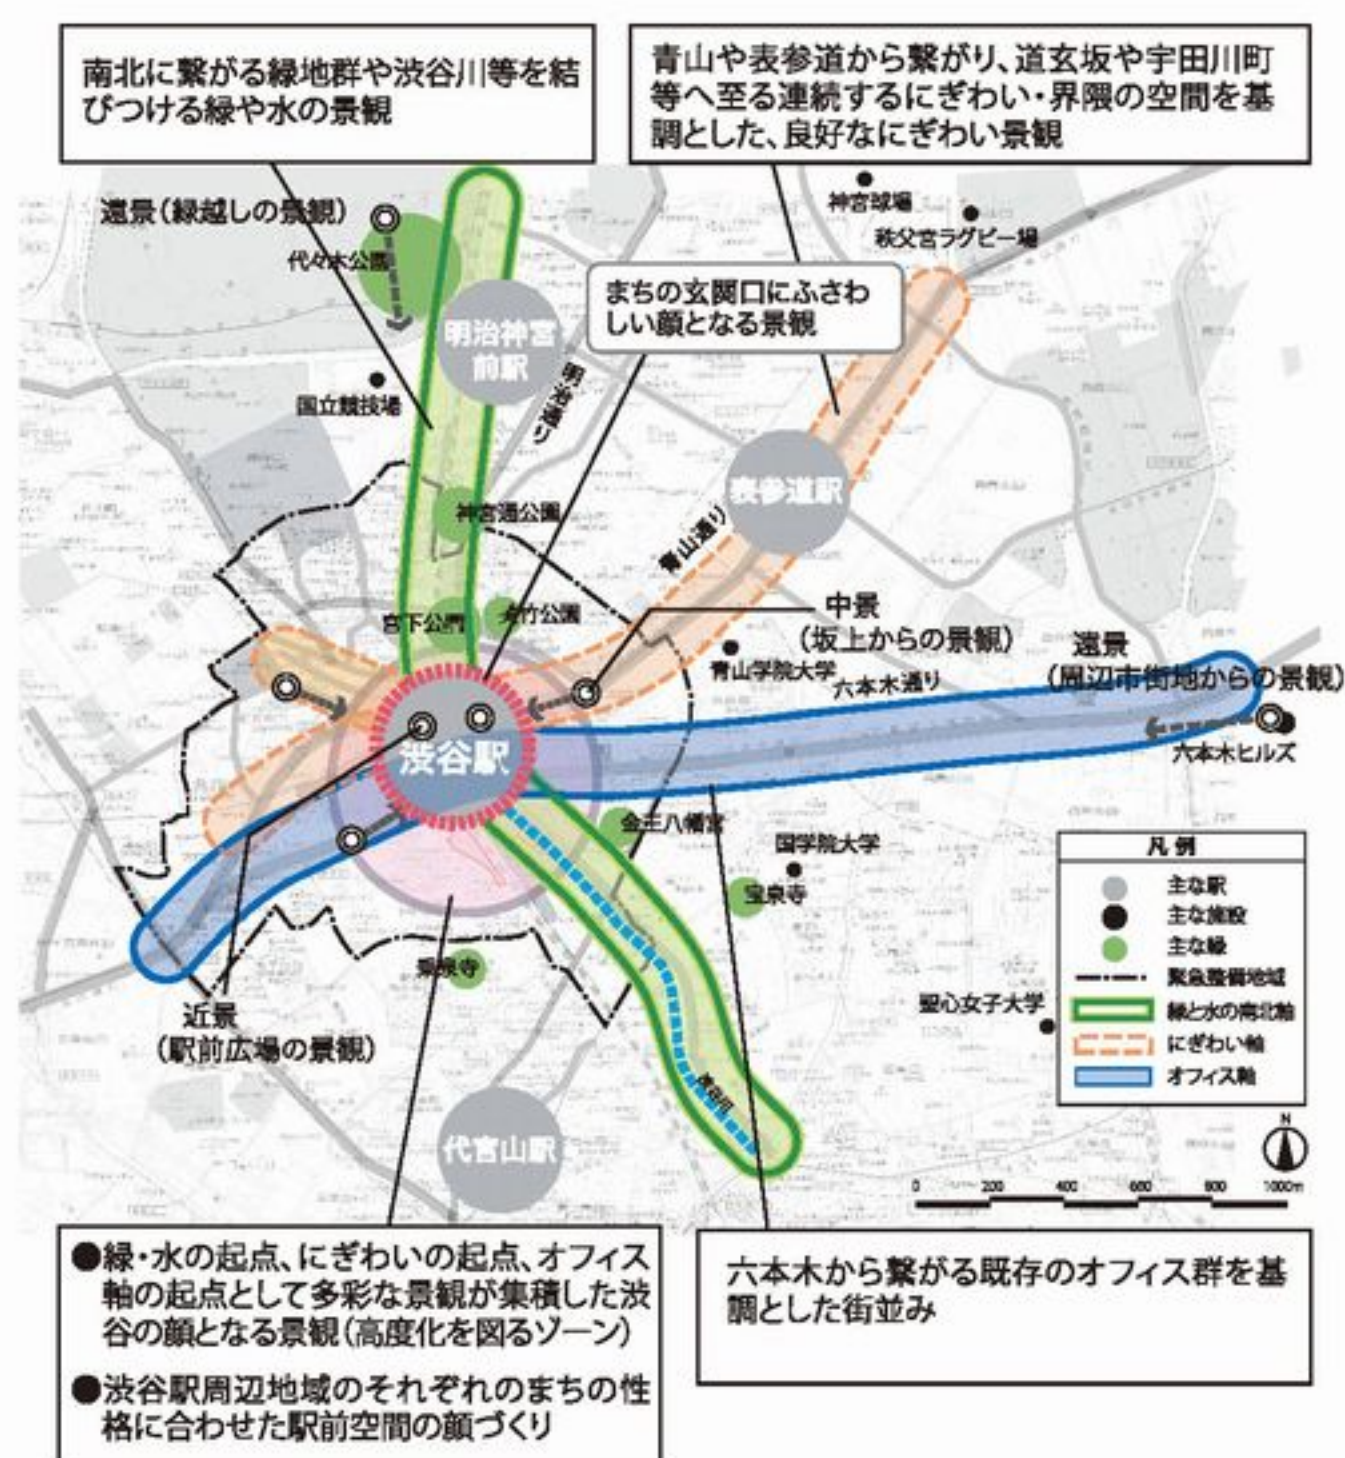 南北に繋がる緑地群や渋谷川等を結
びつける緑や水の景観
青山や表参道から繋がり、道玄坂や宇田川町
等へ至る連続するにぎわい・界隈の空間を基
調とした、良好なにぎわい景観
神宮球場
秩父宮ラグビー場
遠景(緑越しの景観)
代々木公園
まちの玄関口にふさわ
しい顔となる景観
明治神宮
前駅
明治通り
国立競技場
表参道駅
神宮通公園
青山通り
宮下公園
美竹公園
中景
(坂上からの景観)
青山学院大学
六本木通り
遠景
(周辺市街地からの景観)
六本木ヒルズ
渋谷駅
金王八幡宮
国学院大学
宝泉寺
乗泉寺
聖心女子大学
近景
(駅前広場の景観)
渋谷川
代官山駅
凡例
主な駅
主な施設
主な緑
緊急整備地域
緑と水の南北軸
にぎわい軸
オフィス軸
N
0 200 400 600 800 1000m
●緑・水の起点、にぎわいの起点、オフィス
軸の起点として多彩な景観が集積した渋
谷の顔となる景観(高度化を図るゾーン)
●渋谷駅周辺地域のそれぞれのまちの性
格に合わせた駅前空間の顔づくり
六本木から繋がる既存のオフィス群を基
調とした街並み